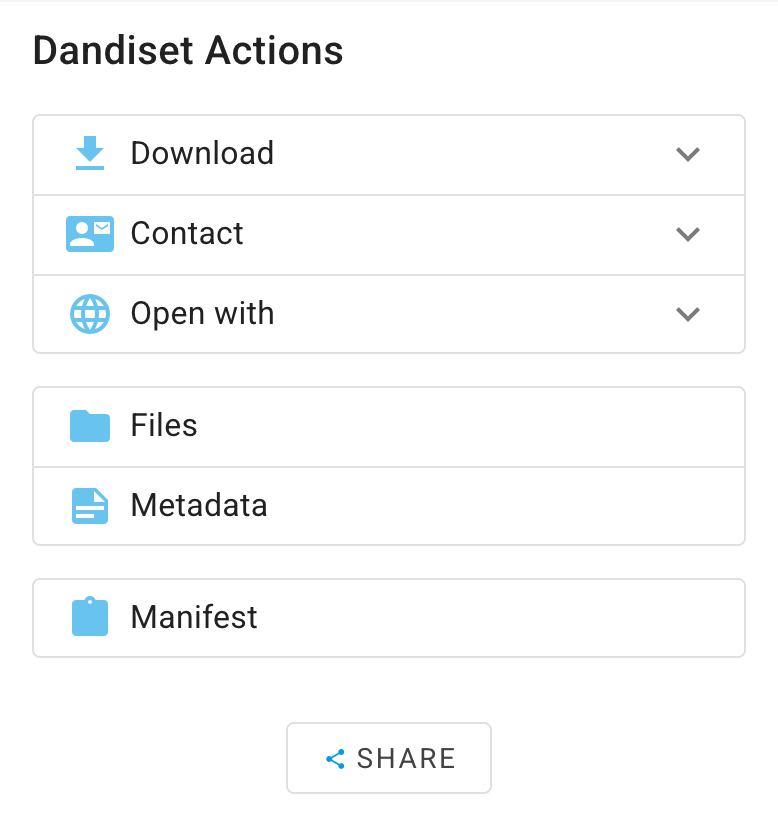 Dandiset Actions
Download
Contact
Open with
Files
Metadata
Manifest
SHARE